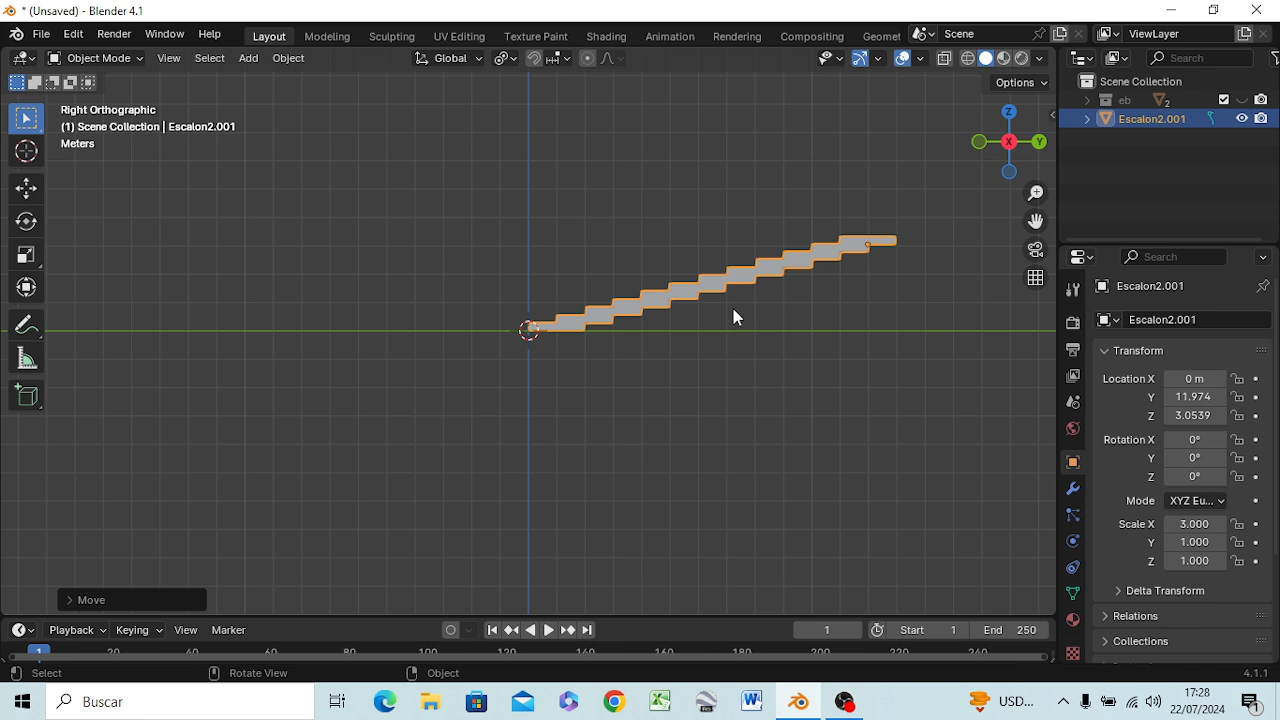 * (Unsaved) - Blender 4.1
File Edit Render Window Help Layout Modeling Sculpting UV Editing Texture Paint Shading Animation Rendering Compositing Geomet Scene ViewLayer
Object Mode View Select Add Object Global Search
Options
Right Orthographic
(1) Scene Collection | Escalon2.001
Meters
Z
Y
X
Scene Collection
eb 2
Escalon2.001
Search
Escalon2.001
Escalon2.001
Transform
Location X 0 m
Y 11.974
Z 3.0539
Rotation X 0°
Y 0°
Z 0°
Mode XYZ Eu...
Scale X 3.000
Y 1.000
Z 1.000
Delta Transform
Relations
Collections
Move
Playback Keying View Marker 1 Start 1 End 250
1 20 40 60 80 100 120 140 160 180 200 220 240
Select Rotate View Object 4.1.1
Buscar USD... 17:28
22/07/2024 1